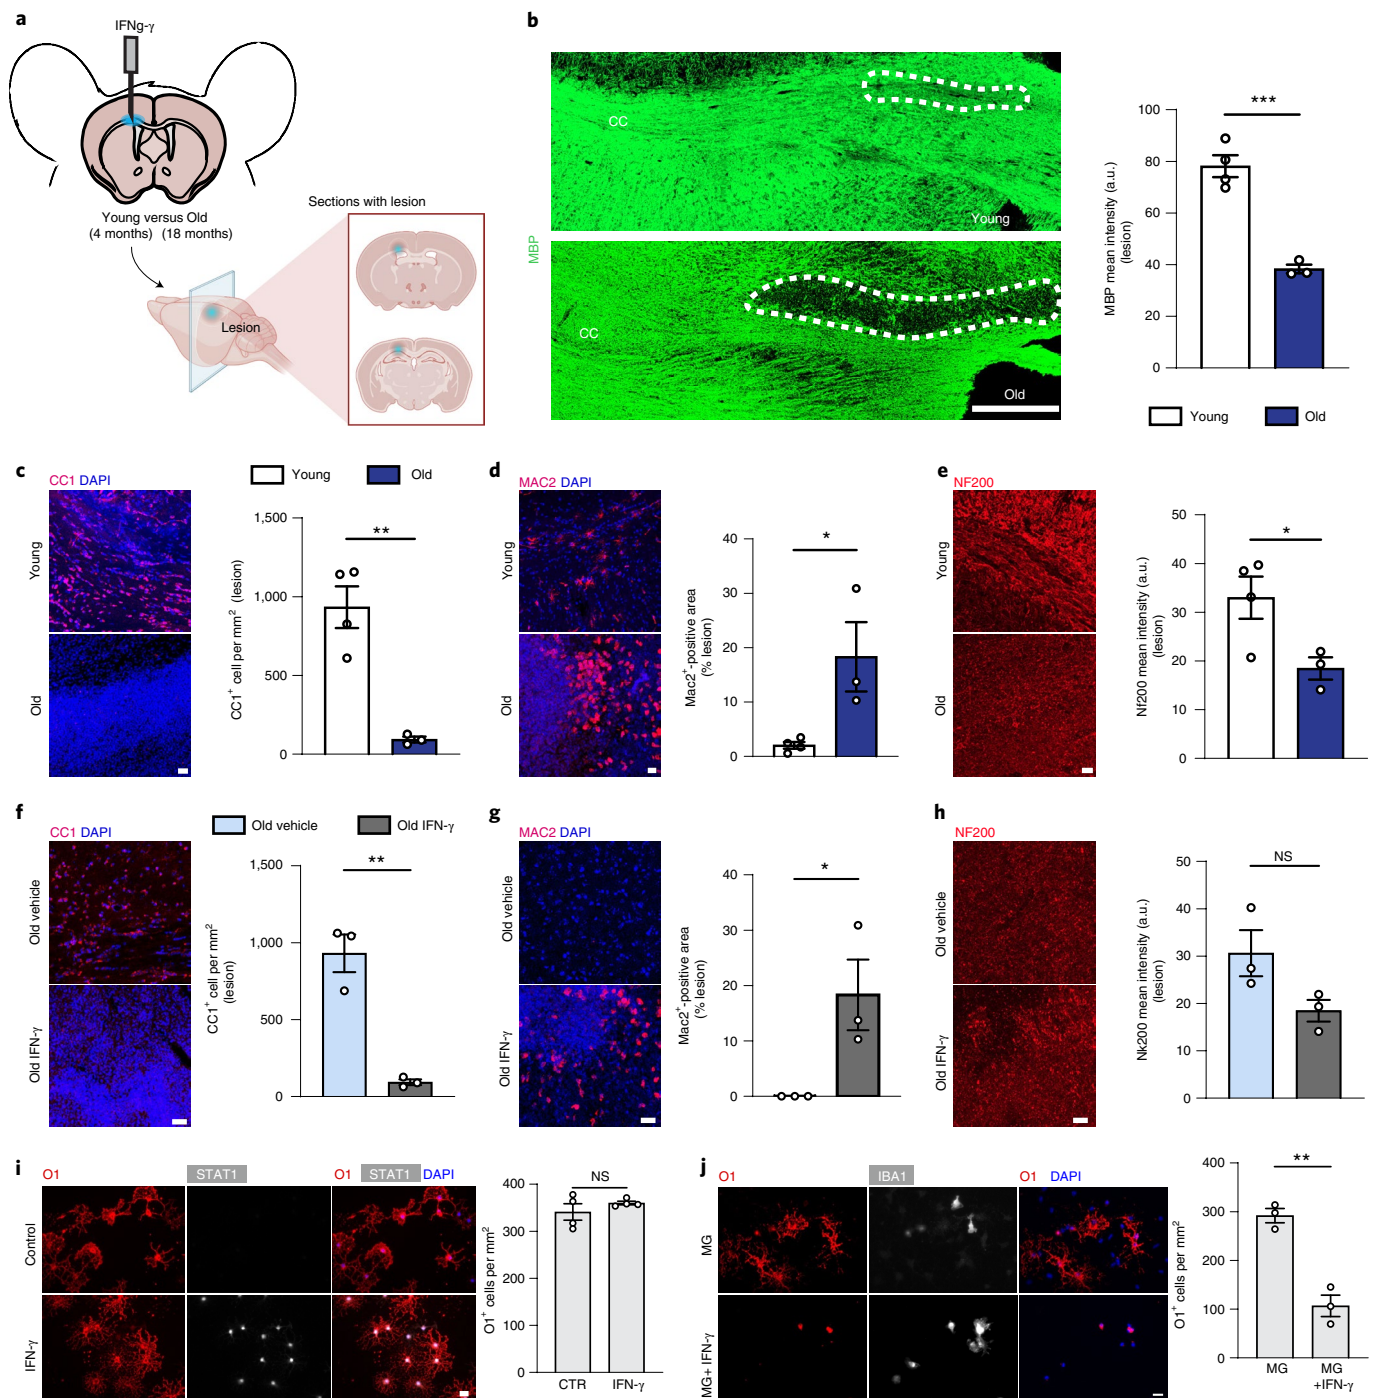 a
IFNg-γ
Young versus Old
(4 months) (18 months)
Sections with lesion
Lesion
b
MBP
CC
Young
CC
Old
MBP mean intensity (a.u.)
(lesion)
100
80
60
40
20
0
***
Young
Old
c
CC1 DAPI
Young
Old
Young
Old
CC1+ cell per mm2 (lesion)
1,500
1,000
500
0
**
d
MAC2 DAPI
Young
Old
Mac2+-positive area
(% lesion)
40
30
20
10
0
*
e
NF200
Young
Old
Nf200 mean intensity (a.u.)
(lesion)
50
40
30
20
10
0
*
f
CC1 DAPI
Old vehicle
Old IFN-γ
Old vehicle
Old IFN-γ
CC1+ cell per mm2
(lesion)
1,500
1,000
500
0
**
g
MAC2 DAPI
Old vehicle
Old IFN-γ
Mac2+-positive area
(% lesion)
40
30
20
10
0
*
h
NF200
Old vehicle
Old IFN-γ
Nk200 mean intensity (a.u.)
(lesion)
50
40
30
20
10
0
NS
i
O1
STAT1
O1 STAT1 DAPI
Control
IFN-γ
O1+ cells per mm2
400
300
200
100
0
NS
CTR
IFN-γ
j
O1
IBA1
O1 DAPI
MG
MG+ IFN-γ
O1+ cells per mm2
400
300
200
100
0
**
MG
MG
+IFN-γ